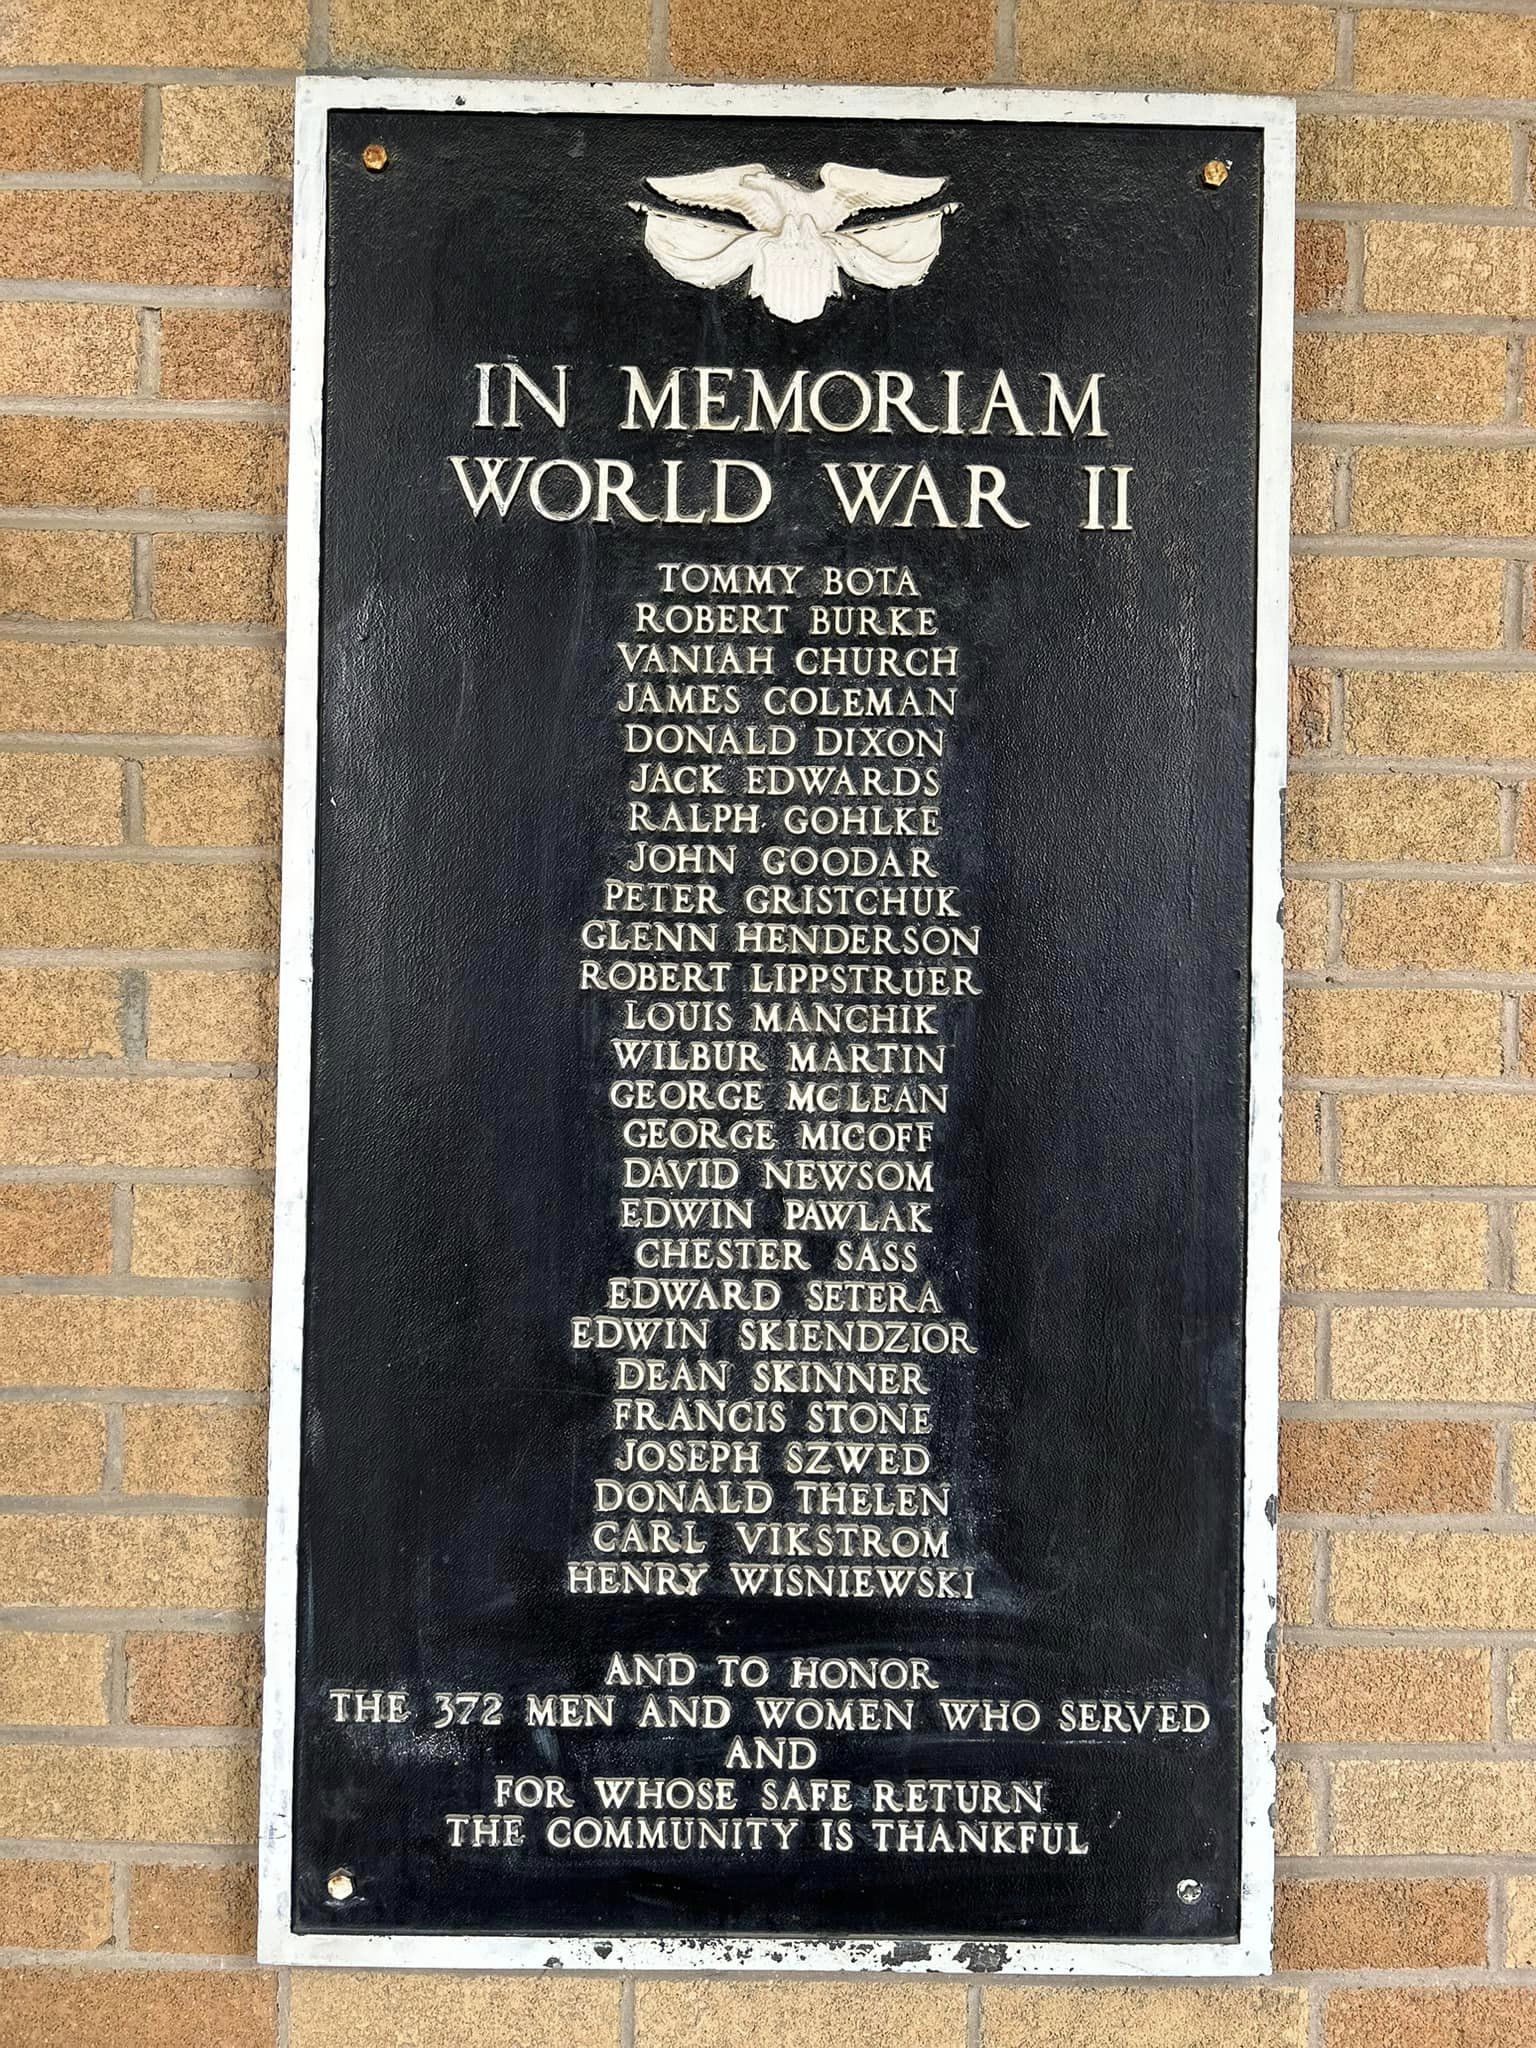 IN MEMORIAM
WORLD WAR II
TOMMY BOTA
ROBERT BURKE
VANIAH CHURCH
JAMES COLEMAN
DONALD DIXON
JACK EDWARDS
RALPH GOHLKE
JOHN GOODAR
PETER GRISTCHUK
GLENN HENDERSON
ROBERT LIPPSTRUER
LOUIS MANCHIK
WILBUR MARTIN
GEORGE MCLEAN
GEORGE MICOFF
DAVID NEWSOM
EDWIN PAWLAK
CHESTER SASS
EDWARD SETERA
EDWIN SKIENDZIOR
DEAN SKINNER
FRANCIS STONE
JOSEPH SZWED
DONALD THELEN
CARL VIKSTROM
HENRY WISNIEWSKI
AND TO HONOR
THE 372 MEN AND WOMEN WHO SERVED
AND
FOR WHOSE SAFE RETURN
THE COMMUNITY IS THANKFUL